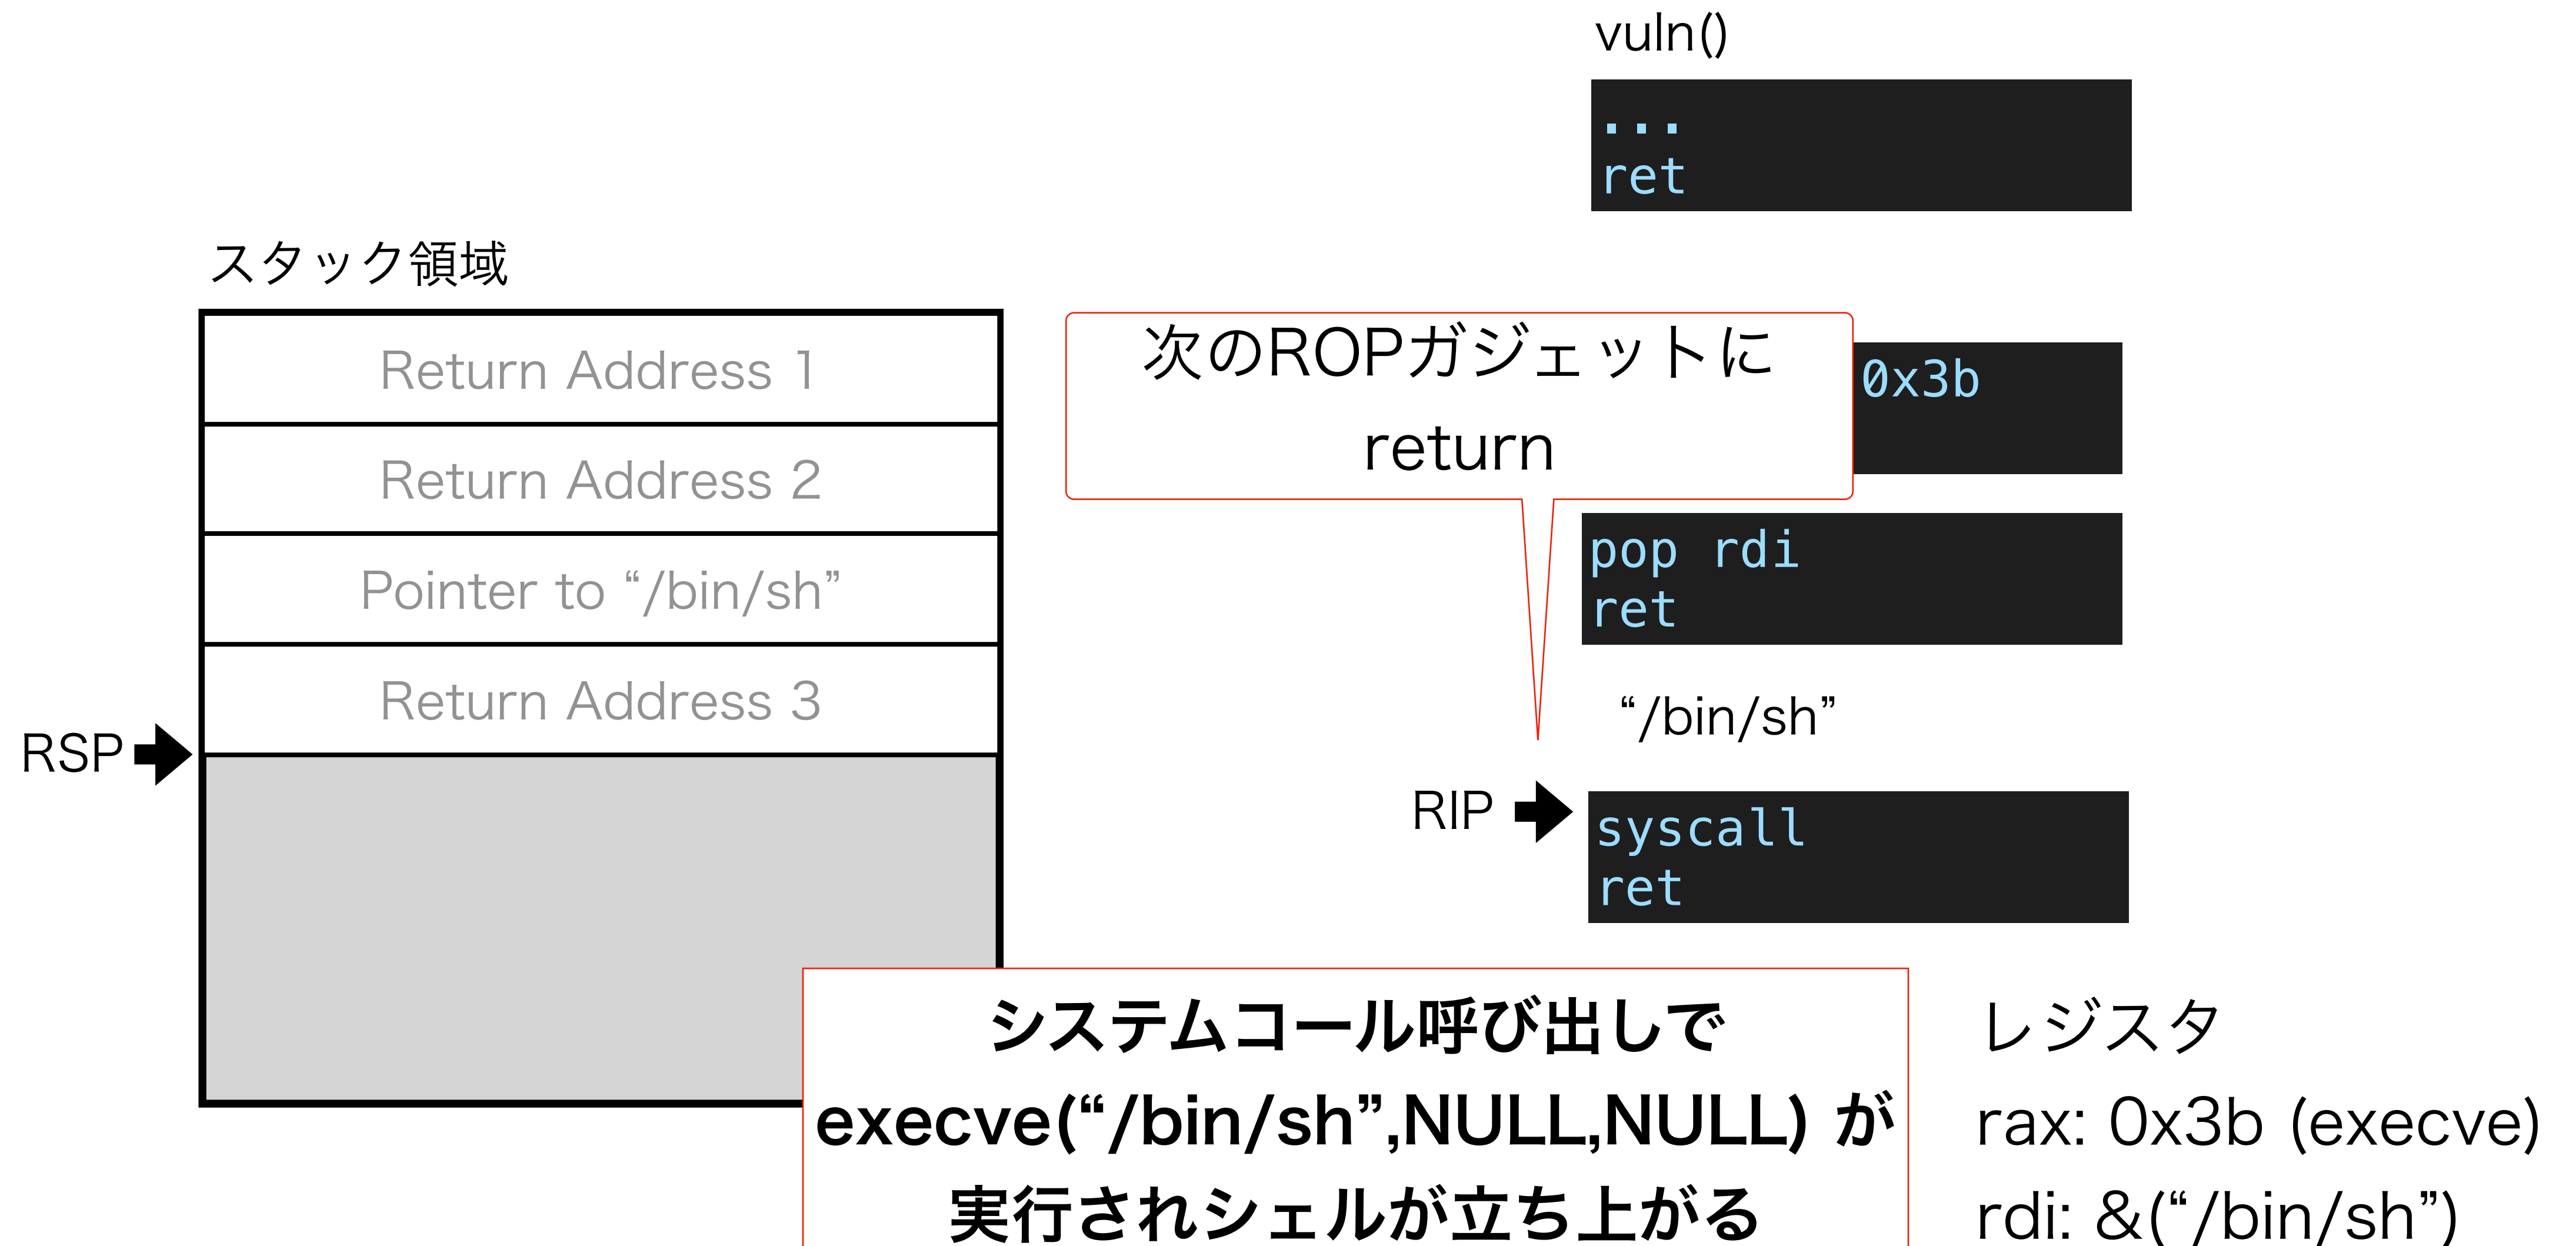 vuln()
...
ret
スタック領域
Return Address 1
Return Address 2
Pointer to “/bin/sh”
Return Address 3
RSP
次のROPガジェットに
return
0x3b
pop rdi
ret
“/bin/sh”
RIP
syscall
ret
システムコール呼び出しで
execve(“/bin/sh”,NULL,NULL) が
実行されシェルが立ち上がる
レジスタ
rax: 0x3b (execve)
rdi: &(“/bin/sh”)